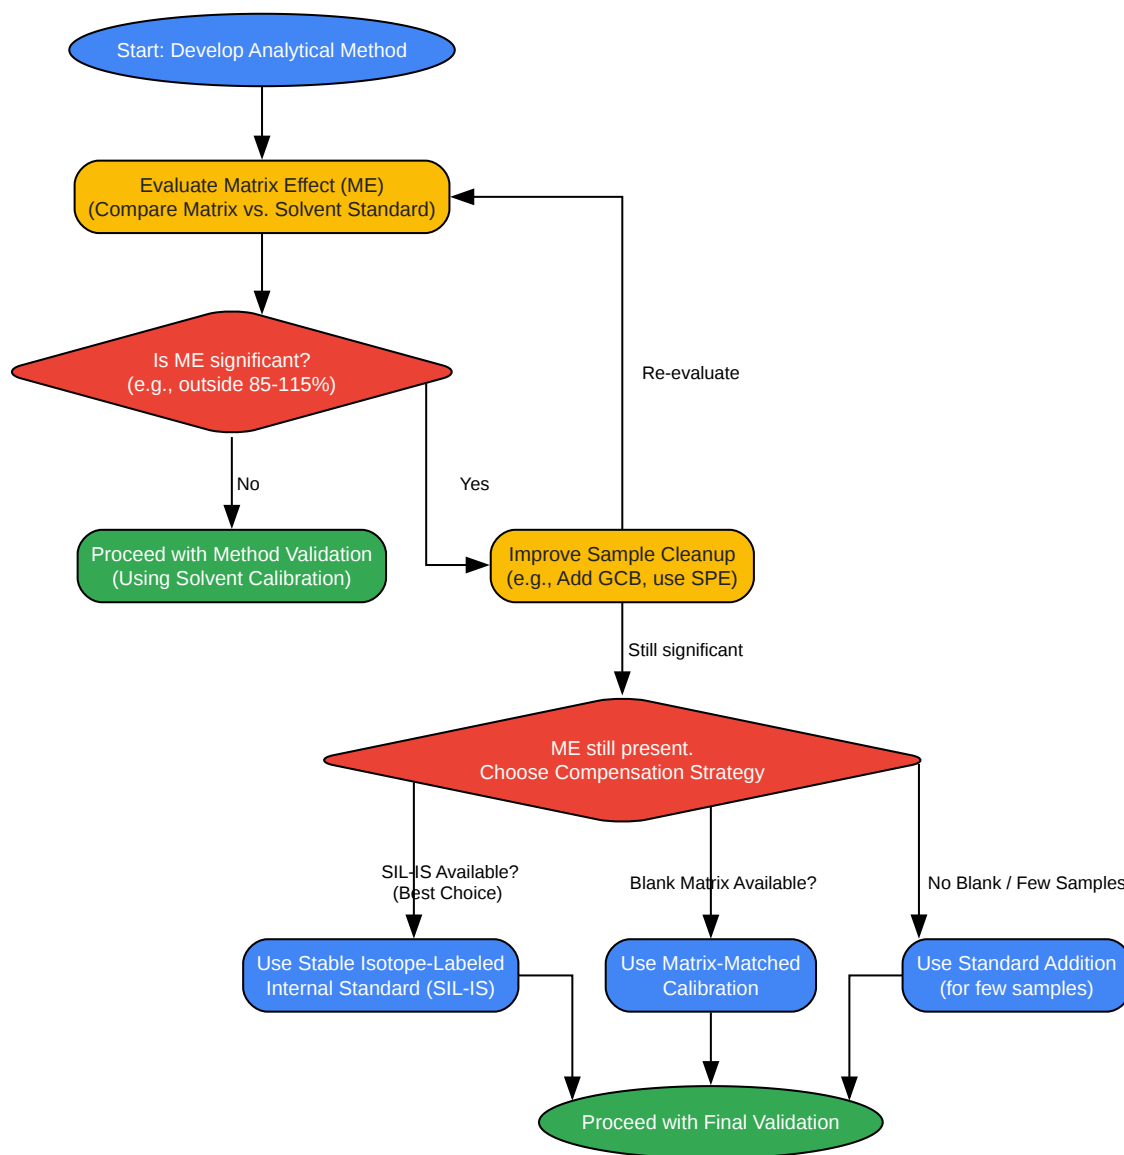 Start: Develop Analytical Method
Evaluate Matrix Effect (ME)
(Compare Matrix vs. Solvent Standard)
Is ME significant?
(e.g., outside 85-115%)
Re-evaluate
No
Yes
Proceed with Method Validation
(Using Solvent Calibration)
Improve Sample Cleanup
(e.g., Add GCB, use SPE)
Still significant
ME still present.
Choose Compensation Strategy
SIL-IS Available?
(Best Choice)
Blank Matrix Available?
No Blank / Few Samples
Use Stable Isotope-Labeled
Internal Standard (SIL-IS)
Use Matrix-Matched
Calibration
Use Standard Addition
(for few samples)
Proceed with Final Validation